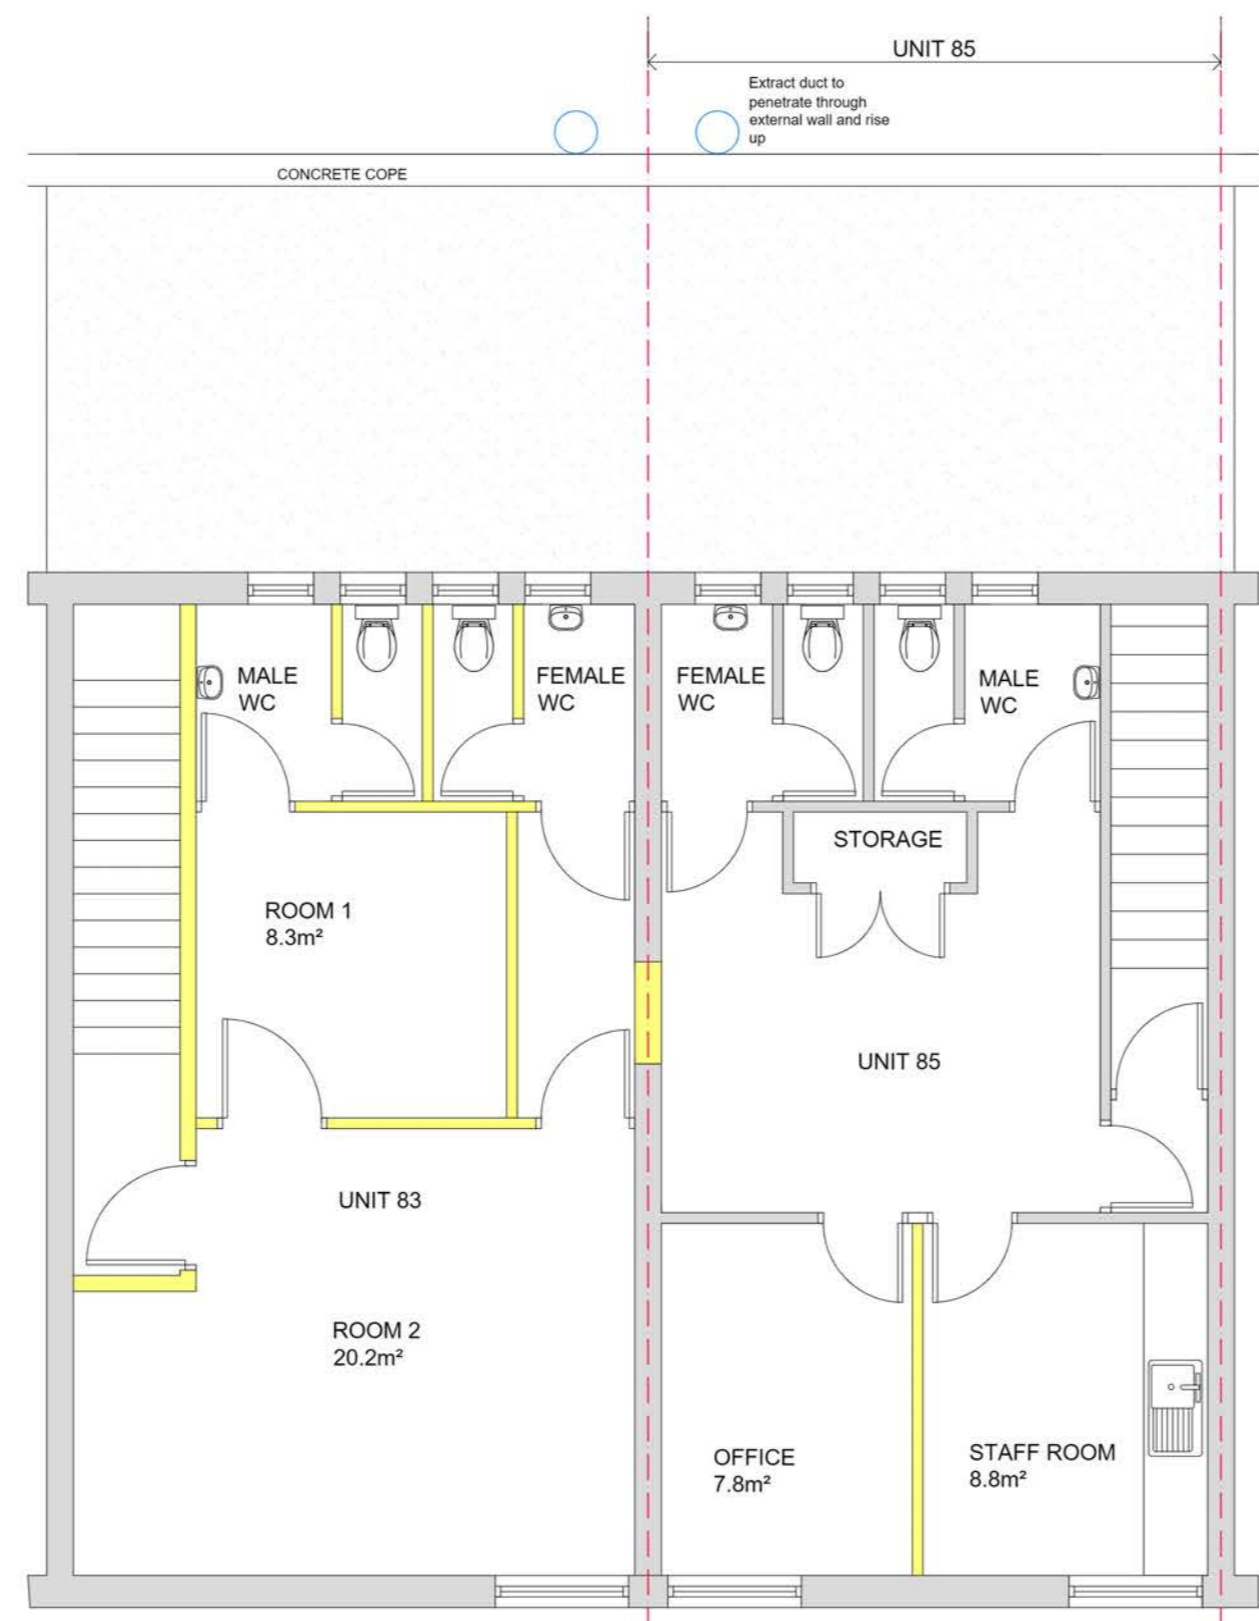 UNIT 85
Extract duct to
penetrate through
external wall and rise
up
CONCRETE COPE
MALE
WC
FEMALE
WC
FEMALE
WC
MALE
WC
STORAGE
ROOM 1
8.3m²
UNIT 85
UNIT 83
ROOM 2
20.2m²
OFFICE
7.8m²
STAFF ROOM
8.8m²